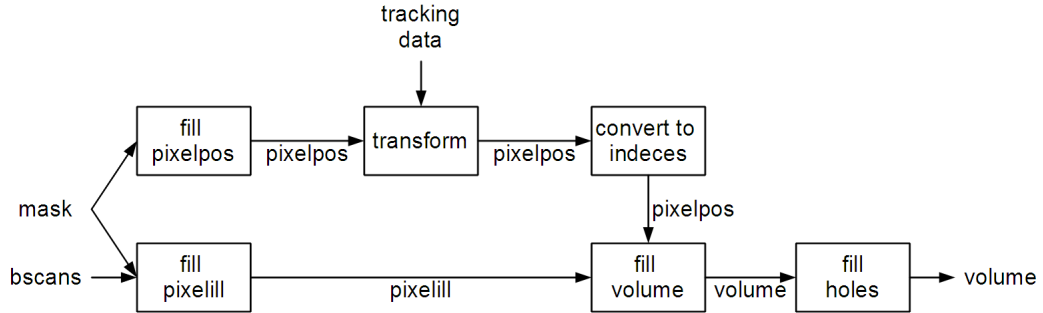 tracking
data
fill
pixelpos
transform
convert to
indeces
pixelpos
pixelpos
mask
pixelpos
bscans
fill
pixelill
pixelill
fill
volume
volume
fill
holes
volume